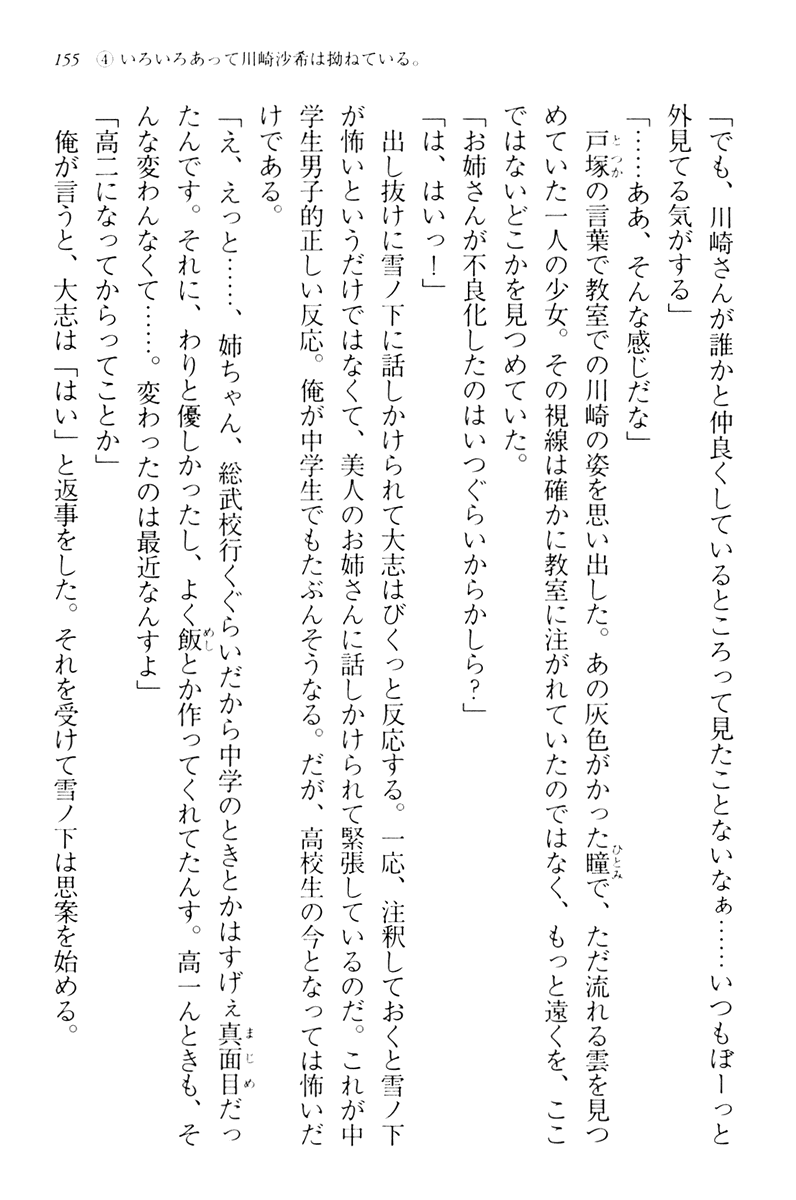 155 ④ いろいろあって川崎沙希は拗ねている。
「でも、川崎さんが誰かと仲良くしているところって見たことないなぁ……いつもぼーっと
外見てる気がする」
「……ああ、そんな感じだな」
戸塚の言葉で教室での川崎の姿を思い出した。あの灰色がかった瞳で、ただ流れる雲を見つ
めていた一人の少女。その視線は確かに教室に注がれていたのではなく、もっと遠くを、ここ
ではないどこかを見つめていた。
「お姉さんが不良化したのはいつぐらいからかしら？」
「は、はいっ！」
出し抜けに雪ノ下に話しかけられて大志はびくっと反応する。一応、注釈しておくと雪ノ下
が怖いというだけではなくて、美人のお姉さんに話しかけられて緊張しているのだ。これが中
学生男子的正しい反応。俺が中学生でもたぶんそうなる。だが、高校生の今となっては怖いだ
けである。
「え、えっと……、姉ちゃん、総武校行くぐらいだから中学のときとかはすげぇ真面目だっ
たんです。それに、わりと優しかったし、よく飯とか作ってくれてたんす。高一んときも、そ
んな変わんなくて……。変わったのは最近なんすよ」
「高二になってからってことか」
俺が言うと、大志は「はい」と返事をした。それを受けて雪ノ下は思案を始める。